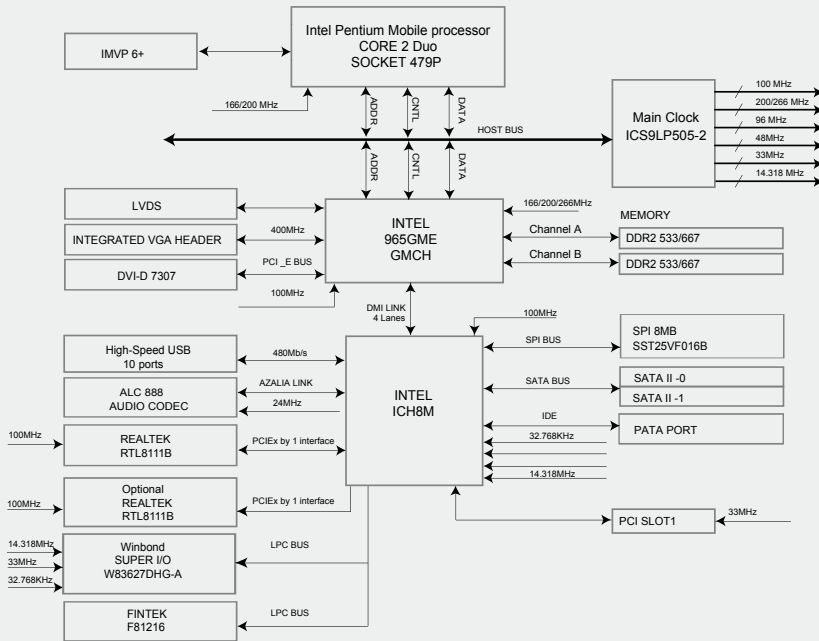 Intel Pentium Mobile processor
CORE 2 Duo
SOCKET 479P
IMVP 6+
166/200 MHz
ADDR
CNTL
DATA
HOST BUS
Main Clock
ICS9LP505-2
100 MHz
200/266 MHz
96 MHz
48MHz
33MHz
14.318 MHz
ADDR
CNTL
DATA
LVDS
INTEGRATED VGA HEADER
400MHz
DVI-D 7307
PCI _E BUS
100MHz
INTEL
965GME
GMCH
166/200/266MHz
MEMORY
Channel A
DDR2 533/667
Channel B
DDR2 533/667
DMI LINK
4 Lanes
100MHz
High-Speed USB
10 ports
480Mb/s
ALC 888
AUDIO CODEC
AZALIA LINK
24MHz
100MHz
REALTEK
RTL8111B
PCIEx by 1 interface
INTEL
ICH8M
SPI BUS
SPI 8MB
SST25VF016B
SATA BUS
SATA II -0
SATA II -1
IDE
PATA PORT
32.768KHz
14.318MHz
100MHz
Optional
REALTEK
RTL8111B
PCIEx by 1 interface
PCI SLOT1
33MHz
14.318MHz
33MHz
32.768KHz
Winbond
SUPER I/O
W83627DHG-A
LPC BUS
FINTEK
F81216
LPC BUS